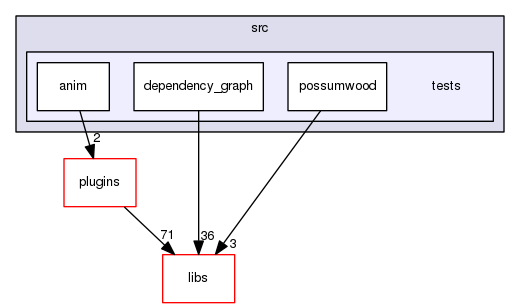 src
anim
dependency_graph
possumwood
tests
2
plugins
71
36
3
libs